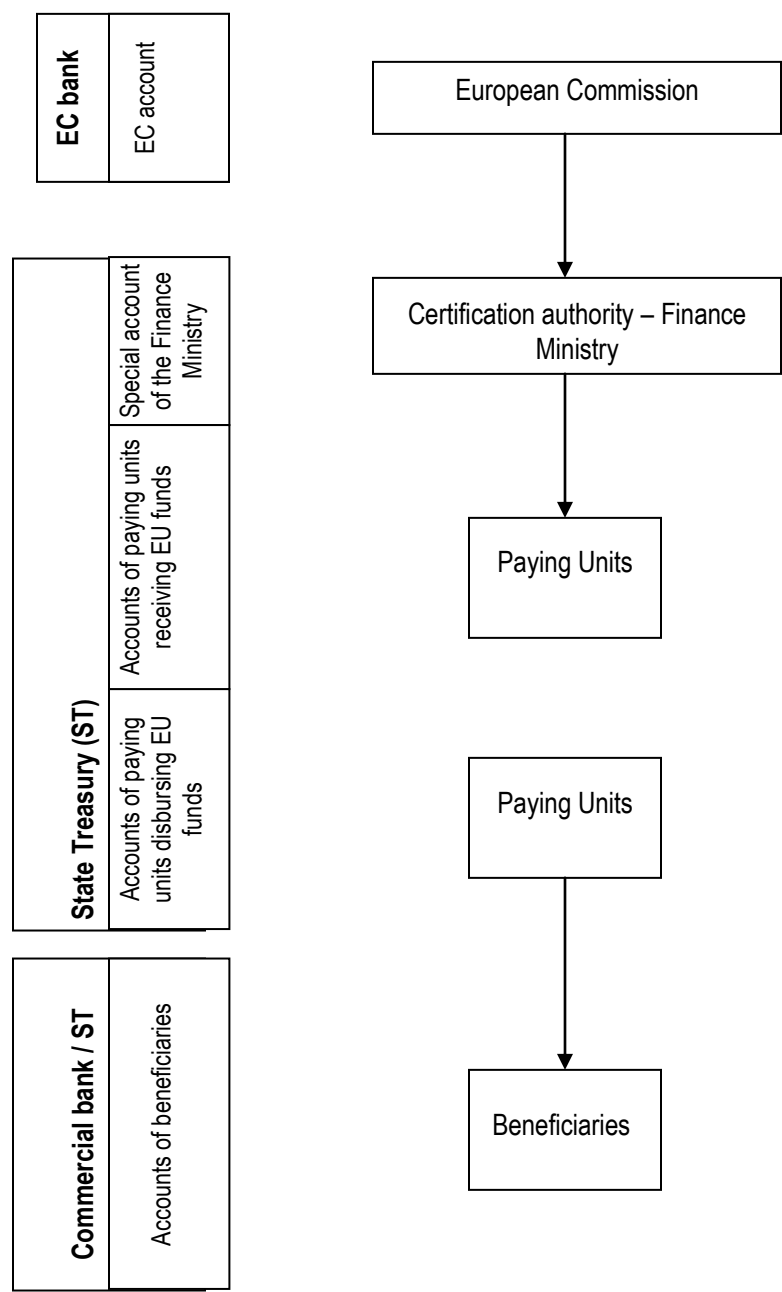 EC bank
EC account
European Commission
Special account
of the Finance
Ministry
Certification authority – Finance
Ministry
State Treasury (ST)
Accounts of paying units
receiving EU funds
Paying Units
Accounts of paying
units disbursing EU
funds
Paying Units
Commercial bank / ST
Accounts of beneficiaries
Beneficiaries